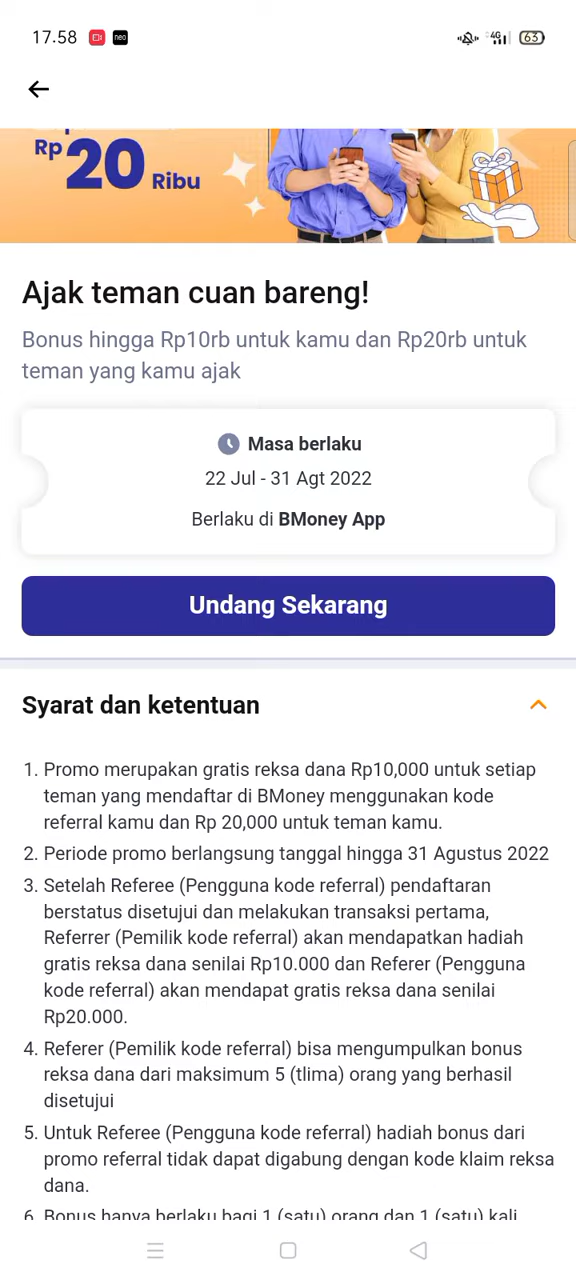 17.58
neo
4G
63
Rp 20 Ribu
Ajak teman cuan bareng!
Bonus hingga Rp10rb untuk kamu dan Rp20rb untuk
teman yang kamu ajak
Masa berlaku
22 Jul - 31 Agt 2022
Berlaku di BMoney App
Undang Sekarang
Syarat dan ketentuan
1. Promo merupakan gratis reksa dana Rp10,000 untuk setiap
teman yang mendaftar di BMoney menggunakan kode
referral kamu dan Rp 20,000 untuk teman kamu.
2. Periode promo berlangsung tanggal hingga 31 Agustus 2022
3. Setelah Referee (Pengguna kode referral) pendaftaran
berstatus disetujui dan melakukan transaksi pertama,
Referrer (Pemilik kode referral) akan mendapatkan hadiah
gratis reksa dana senilai Rp10.000 dan Referer (Pengguna
kode referral) akan mendapat gratis reksa dana senilai
Rp20.000.
4. Referer (Pemilik kode referral) bisa mengumpulkan bonus
reksa dana dari maksimum 5 (tlima) orang yang berhasil
disetujui
5. Untuk Referee (Pengguna kode referral) hadiah bonus dari
promo referral tidak dapat digabung dengan kode klaim reksa
dana.
6. Bonus hanya berlaku bagi 1 (satu) orang dan 1 (satu) kali